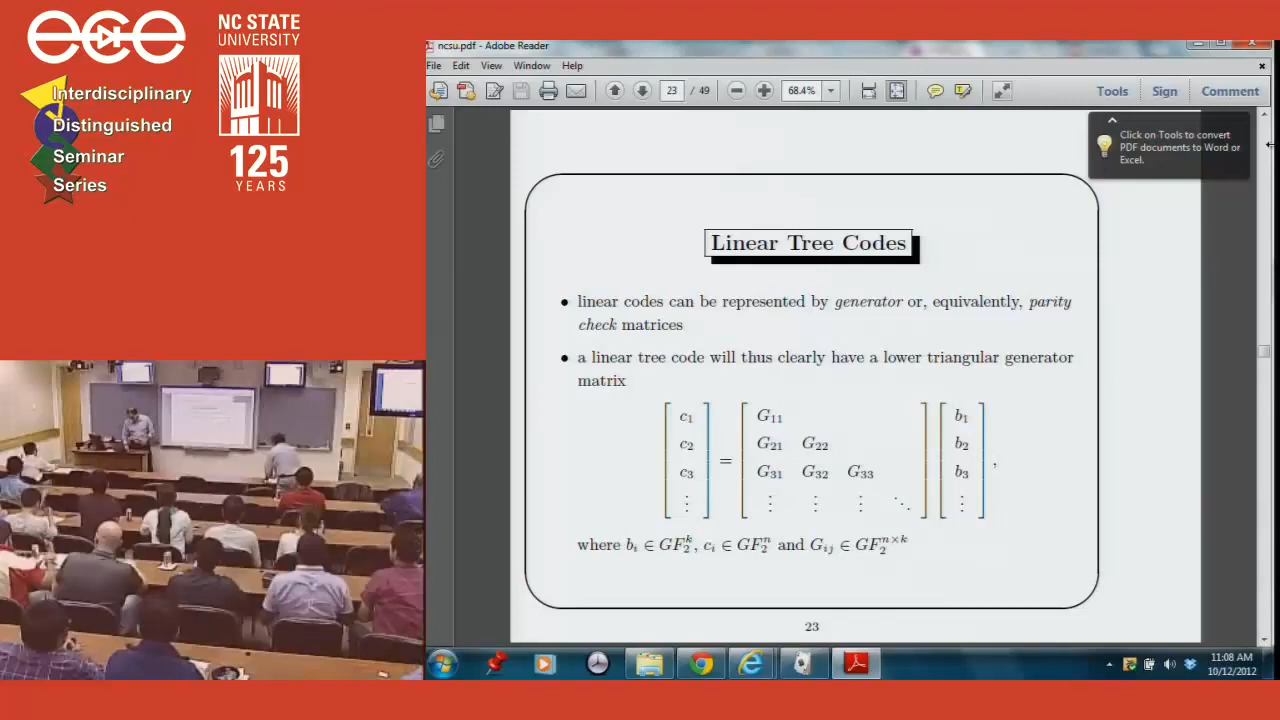 ece
NC STATE
UNIVERSITY
Interdisciplinary
Distinguished
Seminar
Series
125
YEARS
ncsu.pdf - Adobe Reader
File Edit View Window Help
23 / 49 68.4% Tools Sign Comment
Click on Tools to convert
PDF documents to Word or
Excel.
Linear Tree Codes
• linear codes can be represented by generator or, equivalently, parity
check matrices
• a linear tree code will thus clearly have a lower triangular generator
matrix
[ c₁ ] [ G₁₁ ] [ b₁ ]
[ c₂ ] [ G₂₁ G₂₂ ] [ b₂ ]
[ c₃ ] = [ G₃₁ G₃₂ G₃₃ ] [ b₃ ] ,
[ ⋮ ] [ ⋮ ⋮ ⋮ ⋱ ] [ ⋮ ]
where bᵢ ∈ GF₂ᵏ, cᵢ ∈ GF₂ⁿ and Gᵢⱼ ∈ GF₂ⁿˣᵏ
23
11:08 AM
10/12/2012